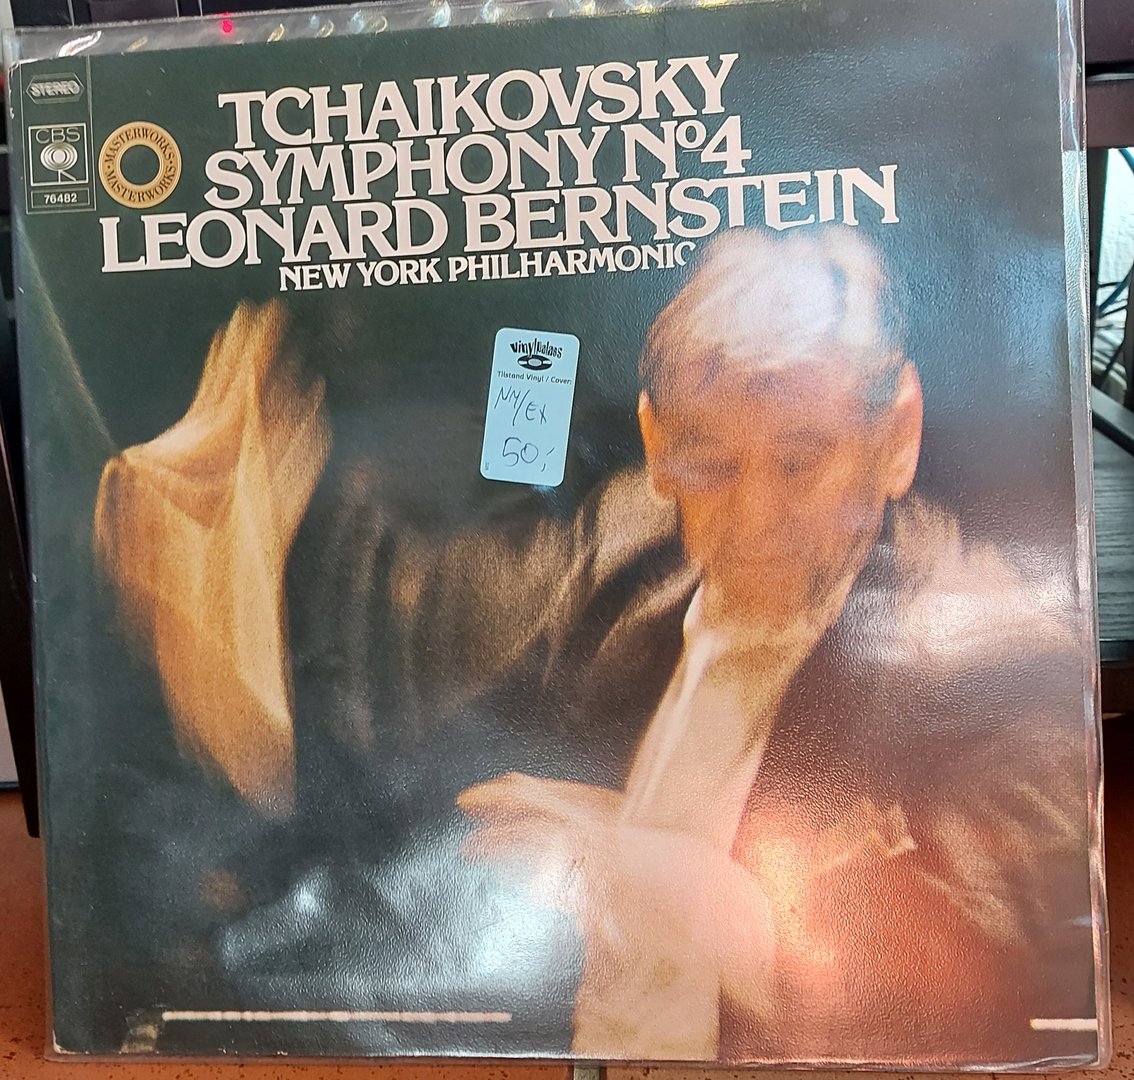 STEREO
CBS
76482
MASTERWORKS · MASTERWORKS ·
TCHAIKOVSKY
SYMPHONY Nº4
LEONARD BERNSTEIN
NEW YORK PHILHARMONIC
vinylpalads
Tilstand Vinyl / Cover:
NM/EX
50,-